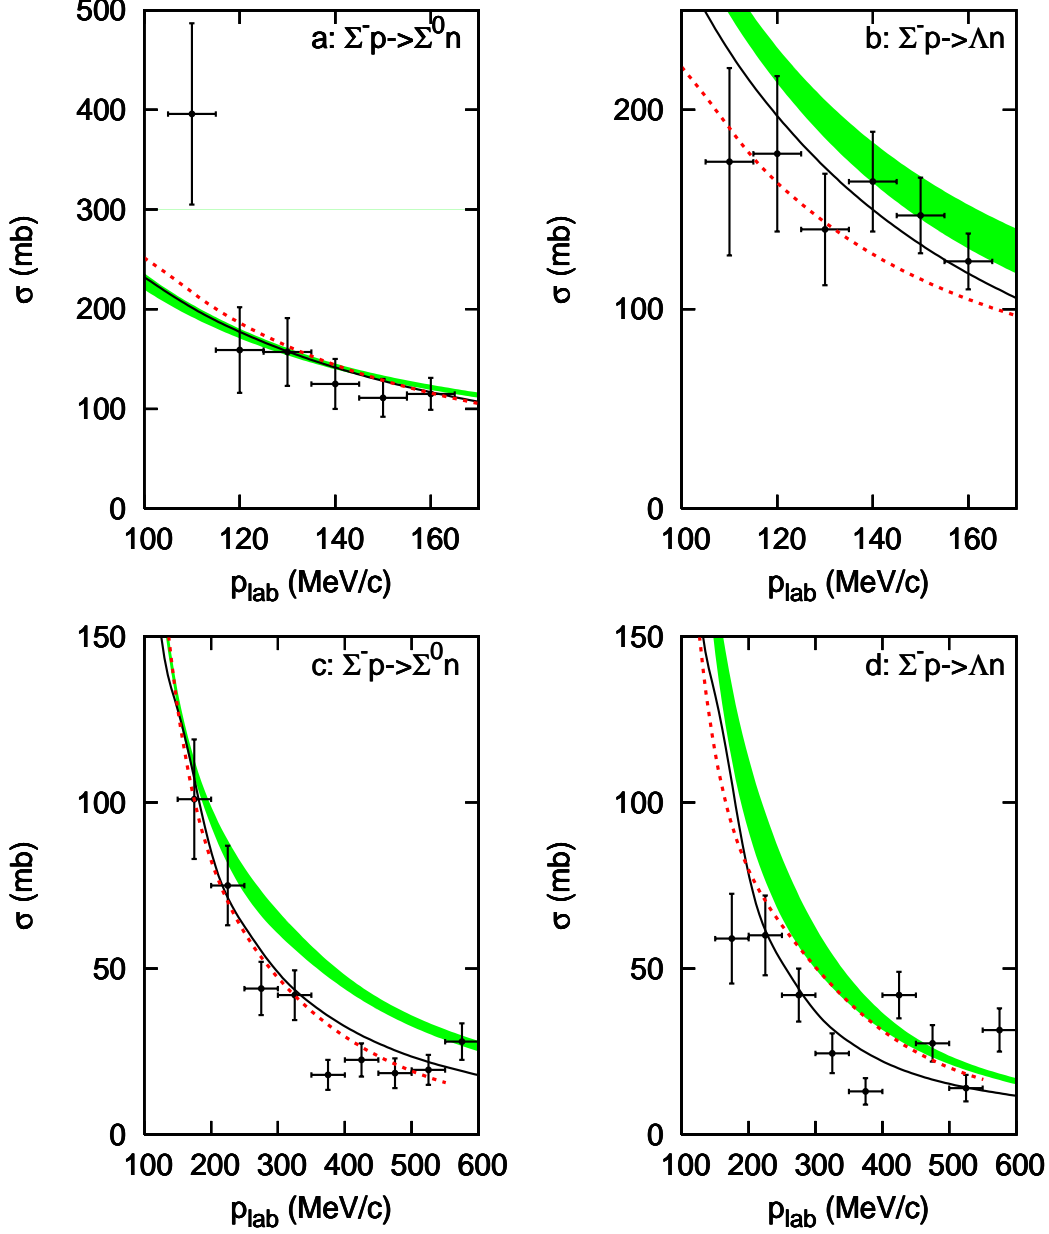 500
400
300
200
100
0
σ (mb)
a: Σ⁻p->Σ⁰n
100 120 140 160
p_lab (MeV/c)
200
100
0
σ (mb)
b: Σ⁻p->Λn
100 120 140 160
p_lab (MeV/c)
150
100
50
0
σ (mb)
c: Σ⁻p->Σ⁰n
100 200 300 400 500 600
p_lab (MeV/c)
150
100
50
0
σ (mb)
d: Σ⁻p->Λn
100 200 300 400 500 600
p_lab (MeV/c)